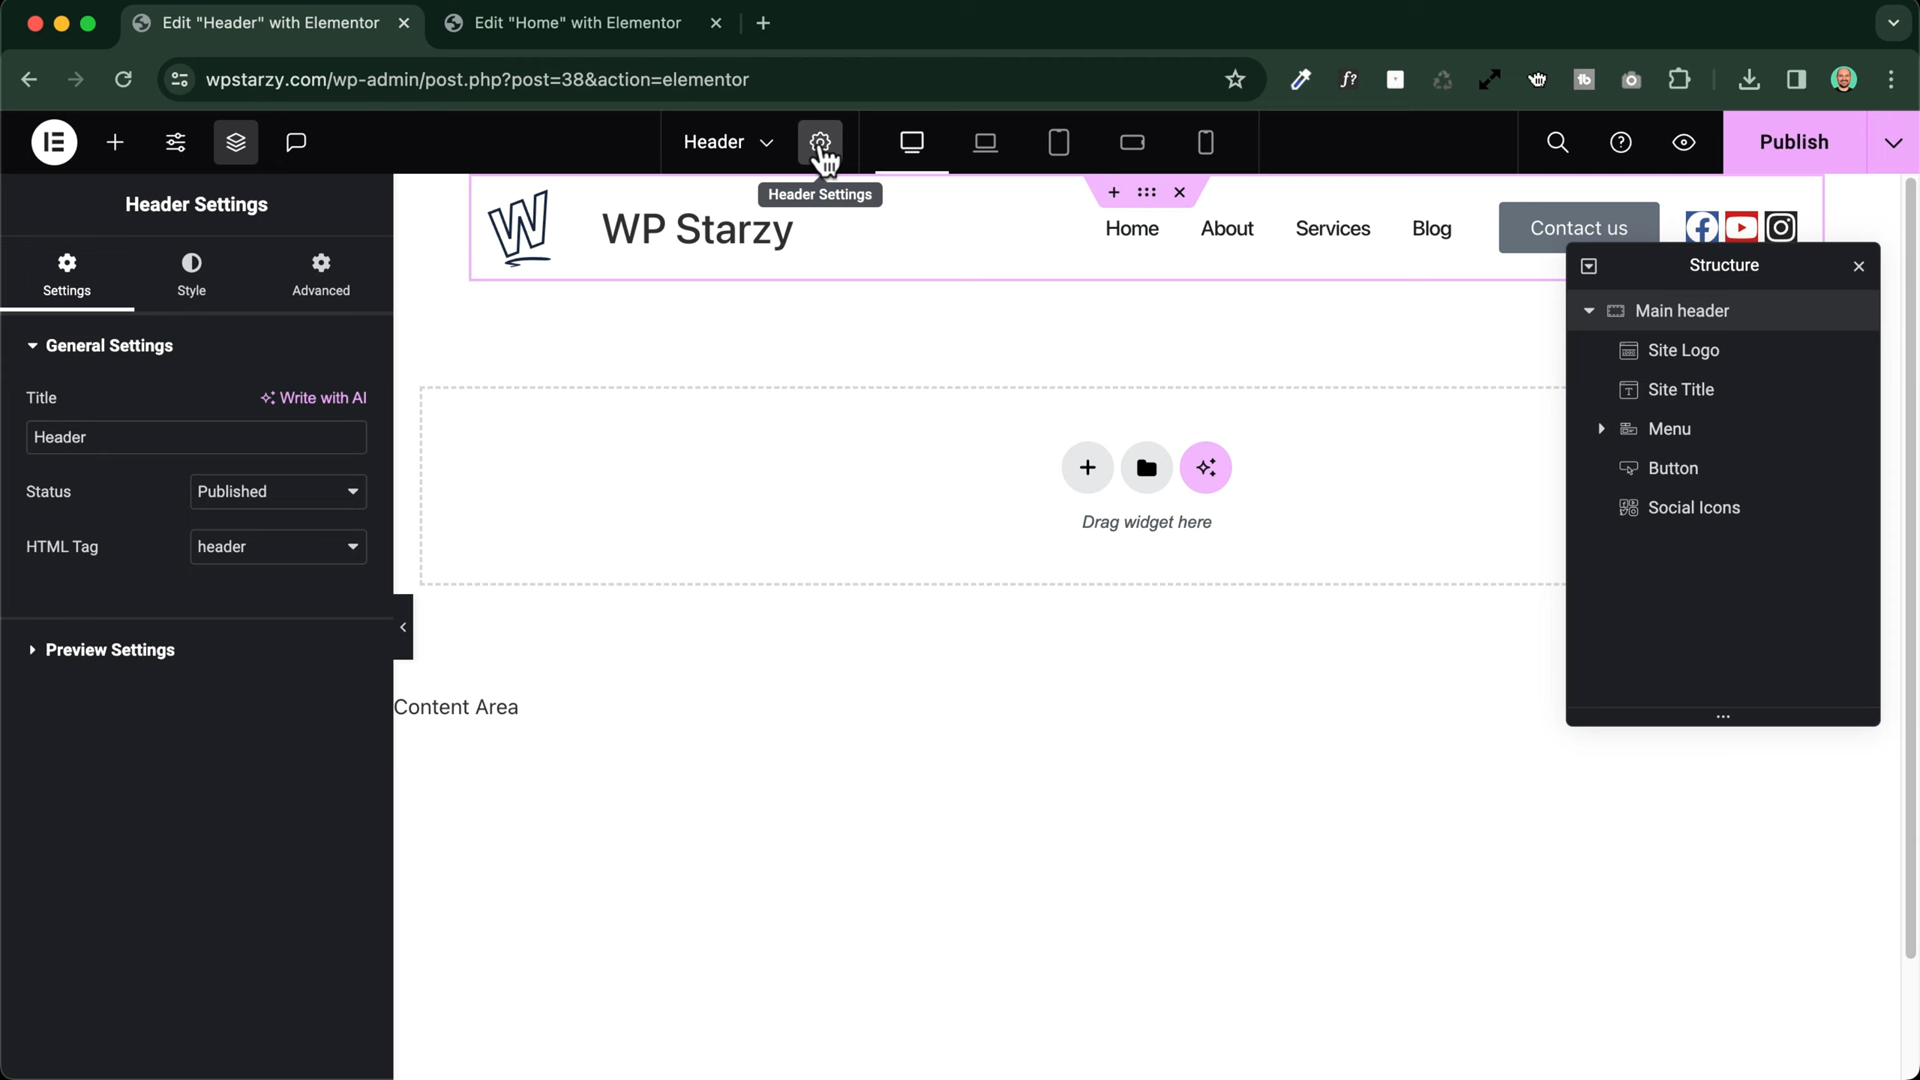 Edit "Header" with Elementor
Edit "Home" with Elementor
wpstarzy.com/wp-admin/post.php?post=38&action=elementor
f?
tb
Header
Publish
Header Settings
Header Settings
Settings
Style
Advanced
General Settings
Title
Write with AI
Header
Status
Published
HTML Tag
header
Preview Settings
W
WP Starzy
Home
About
Services
Blog
Contact us
Drag widget here
Content Area
Structure
Main header
Site Logo
Site Title
Menu
Button
Social Icons